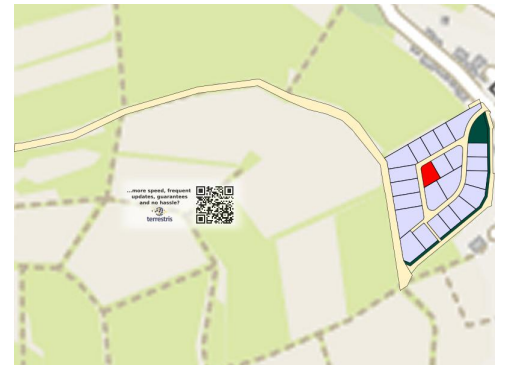 ...more speed, frequent
updates, guarantees
and no hassle?
terrestris